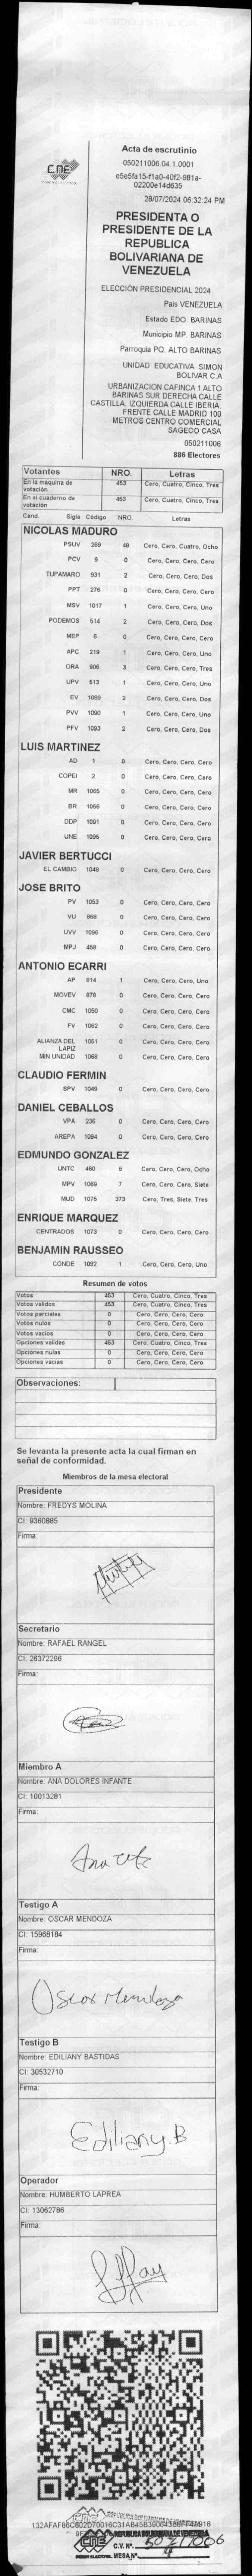 CNE
Acta de escrutinio
050211006.04.1.0001
e5e5fa15-f1a0-40f2-981a-
02200e14d635
28/07/2024 06:32:24 PM
PRESIDENTA O
PRESIDENTE DE LA
REPUBLICA
BOLIVARIANA DE
VENEZUELA
ELECCIÓN PRESIDENCIAL 2024
Pais VENEZUELA
Estado EDO. BARINAS
Municipio MP. BARINAS
Parroquia PQ. ALTO BARINAS
UNIDAD EDUCATIVA SIMON
BOLIVAR C.A
URBANIZACIÓN CAFINCA 1 ALTO
BARINAS SUR DERECHA CALLE
CASTILLA. IZQUIERDA CALLE IBERIA.
FRENTE CALLE MADRID 100
METROS CENTRO COMERCIAL
SAGECO CASA
050211006
886 Electores
Votantes NRO. Letras
En la máquina de votación 453 Cero, Cuatro, Cinco, Tres
En el cuaderno de votación 453 Cero, Cuatro, Cinco, Tres
Cand. Sigla Código NRO. Letras
NICOLAS MADURO
PSUV 269 48 Cero, Cero, Cuatro, Ocho
PCV 9 0 Cero, Cero, Cero, Cero
TUPAMARO 931 2 Cero, Cero, Cero, Dos
PPT 276 0 Cero, Cero, Cero, Cero
MSV 1017 1 Cero, Cero, Cero, Uno
PODEMOS 514 2 Cero, Cero, Cero, Dos
MEP 6 0 Cero, Cero, Cero, Cero
APC 219 1 Cero, Cero, Cero, Uno
ORA 906 3 Cero, Cero, Cero, Tres
UPV 513 1 Cero, Cero, Cero, Uno
EV 1089 2 Cero, Cero, Cero, Dos
PVV 1090 1 Cero, Cero, Cero, Uno
PFV 1093 2 Cero, Cero, Cero, Dos
LUIS MARTINEZ
AD 1 0 Cero, Cero, Cero, Cero
COPEI 2 0 Cero, Cero, Cero, Cero
MR 1065 0 Cero, Cero, Cero, Cero
BR 1066 0 Cero, Cero, Cero, Cero
DDP 1091 0 Cero, Cero, Cero, Cero
UNE 1095 0 Cero, Cero, Cero, Cero
JAVIER BERTUCCI
EL CAMBIO 1048 0 Cero, Cero, Cero, Cero
JOSE BRITO
PV 1053 0 Cero, Cero, Cero, Cero
VU 868 0 Cero, Cero, Cero, Cero
UVV 1096 0 Cero, Cero, Cero, Cero
MPJ 458 0 Cero, Cero, Cero, Cero
ANTONIO ECARRI
AP 914 1 Cero, Cero, Cero, Uno
MOVEV 878 0 Cero, Cero, Cero, Cero
CMC 1050 0 Cero, Cero, Cero, Cero
FV 1062 0 Cero, Cero, Cero, Cero
ALIANZA DEL LAPIZ 1051 0 Cero, Cero, Cero, Cero
MIN UNIDAD 1068 0 Cero, Cero, Cero, Cero
CLAUDIO FERMIN
SPV 1049 0 Cero, Cero, Cero, Cero
DANIEL CEBALLOS
VPA 236 0 Cero, Cero, Cero, Cero
AREPA 1094 0 Cero, Cero, Cero, Cero
EDMUNDO GONZALEZ
UNTC 460 8 Cero, Cero, Cero, Ocho
MPV 1069 7 Cero, Cero, Cero, Siete
MUD 1076 373 Cero, Tres, Siete, Tres
ENRIQUE MARQUEZ
CENTRADOS 1073 0 Cero, Cero, Cero, Cero
BENJAMIN RAUSSEO
CONDE 1092 1 Cero, Cero, Cero, Uno
Resumen de votos
Votos 453 Cero, Cuatro, Cinco, Tres
Votos validos 453 Cero, Cuatro, Cinco, Tres
Votos parciales 0 Cero, Cero, Cero, Cero
Votos nulos 0 Cero, Cero, Cero, Cero
Votos vacios 0 Cero, Cero, Cero, Cero
Opciones validas 453 Cero, Cuatro, Cinco, Tres
Opciones nulas 0 Cero, Cero, Cero, Cero
Opciones vacias 0 Cero, Cero, Cero, Cero
Observaciones:
Se levanta la presente acta la cual firman en
señal de conformidad.
Miembros de la mesa electoral
Presidente
Nombre: FREDYS MOLINA
CI: 9360885
Firma:
Secretario
Nombre: RAFAEL RANGEL
CI: 26372296
Firma:
Miembro A
Nombre: ANA DOLORES INFANTE
CI: 10013281
Firma:
Testigo A
Nombre: OSCAR MENDOZA
CI: 15968184
Firma:
Oscar Mendoza
Testigo B
Nombre: EDILIANY BASTIDAS
CI: 30532710
Firma:
Ediliany B
Operador
Nombre: HUMBERTO LAPREA
CI: 13062786
Firma:
CNE
REPUBLICA BOLIVARIANA DE VENEZUELA
C.V. N°.
MESA N°. 4